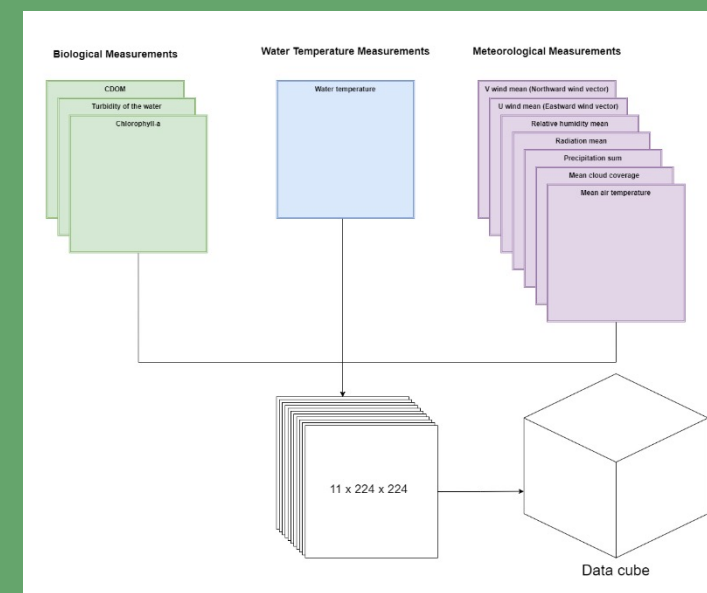 Biological Measurements
Water Temperature Measurements
Meteorological Measurements
CDOM
Turbidity of the water
Chlorophyll-a
Water temperature
V wind mean (Northward wind vector)
U wind mean (Eastward wind vector)
Relative humidity mean
Radiation mean
Precipitation sum
Mean cloud coverage
Mean air temperature
11 x 224 x 224
Data cube